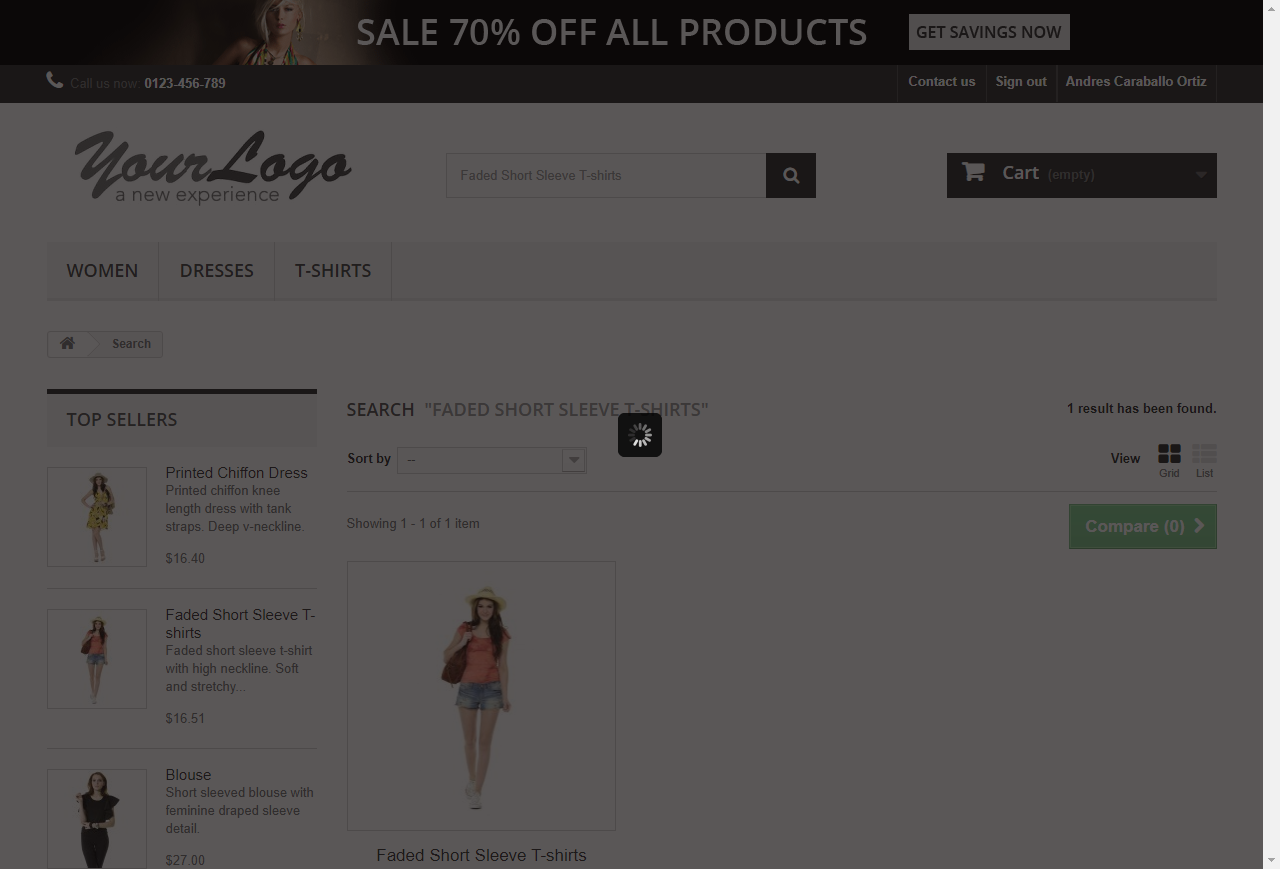 SALE 70% OFF ALL PRODUCTS
GET SAVINGS NOW
Call us now: 0123-456-789
Contact us
Sign out
Andres Caraballo Ortiz
YourLogo
a new experience
Faded Short Sleeve T-shirts
Cart (empty)
WOMEN
DRESSES
T-SHIRTS
Search
TOP SELLERS
Printed Chiffon Dress
Printed chiffon knee
length dress with tank
straps. Deep v-neckline.
$16.40
Faded Short Sleeve T-
shirts
Faded short sleeve t-shirt
with high neckline. Soft
and stretchy...
$16.51
Blouse
Short sleeved blouse with
feminine draped sleeve
detail.
$27.00
SEARCH "FADED SHORT SLEEVE T-SHIRTS"
1 result has been found.
Sort by
--
View
Grid
List
Showing 1 - 1 of 1 item
Compare (0)
Faded Short Sleeve T-shirts